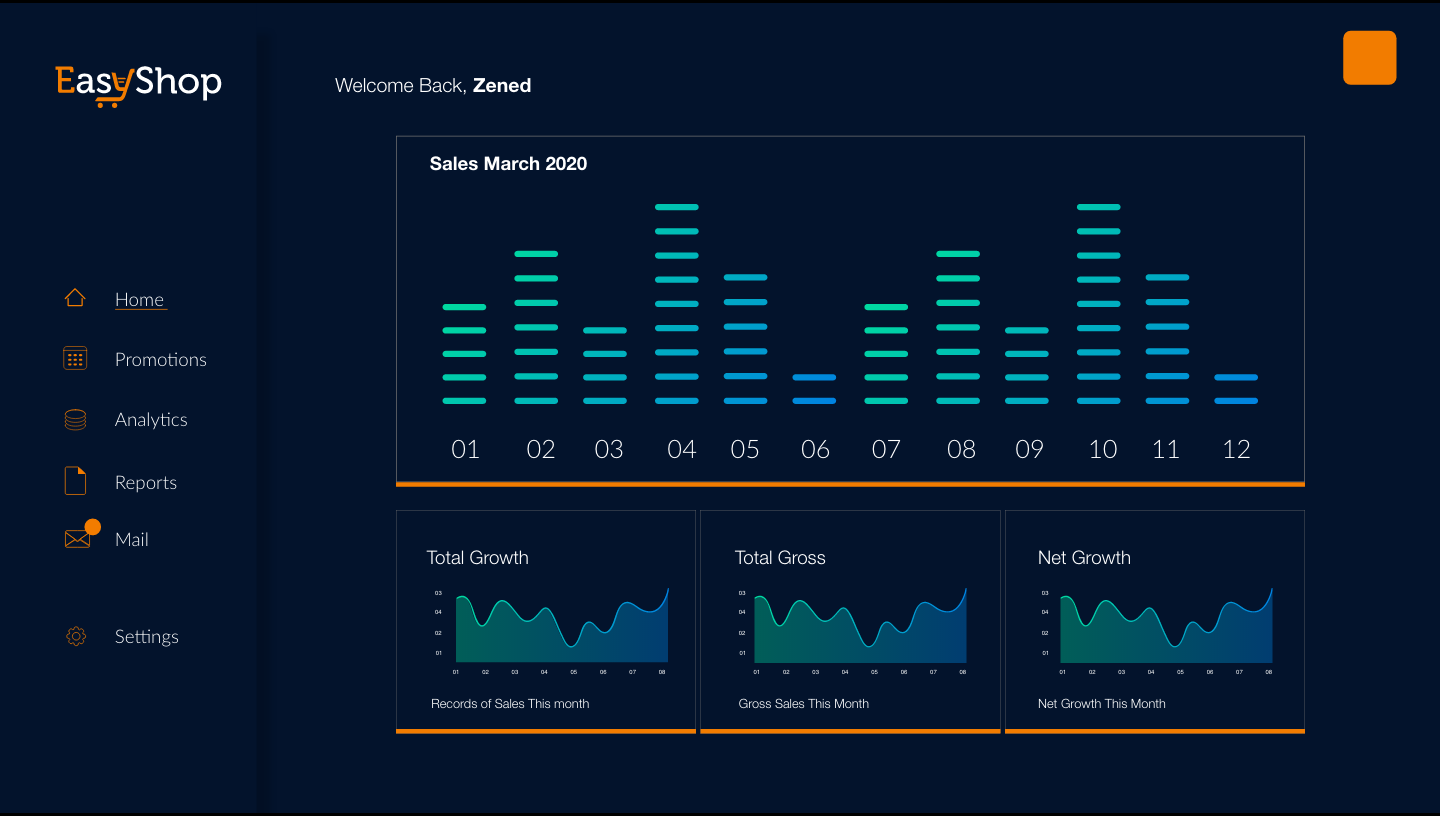 EasyShop
Welcome Back, Zened
Home
Promotions
Analytics
Reports
Mail
Settings
Sales March 2020
01 02 03 04 05 06 07 08 09 10 11 12
Total Growth
03
04
02
01
01 02 03 04 05 06 07 08
Records of Sales This month
Total Gross
03
04
02
01
01 02 03 04 05 06 07 08
Gross Sales This Month
Net Growth
03
04
02
01
01 02 03 04 05 06 07 08
Net Growth This Month